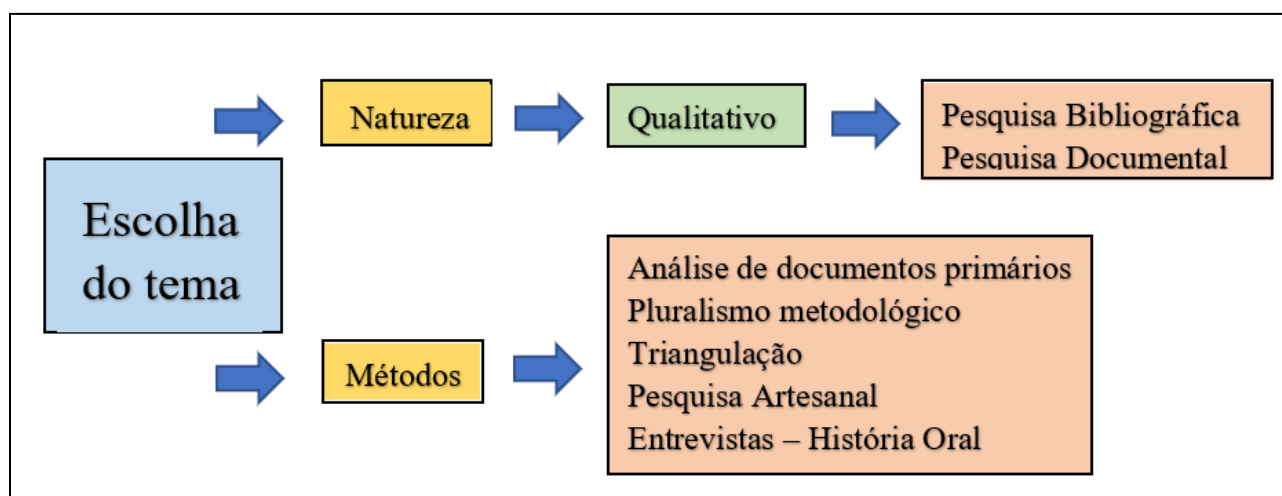 Escolha
do tema
Natureza
Qualitativo
Pesquisa Bibliográfica
Pesquisa Documental
Métodos
Análise de documentos primários
Pluralismo metodológico
Triangulação
Pesquisa Artesanal
Entrevistas – História Oral